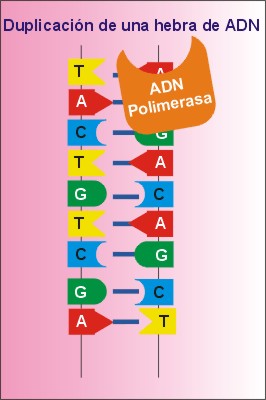 Duplicación de una hebra de ADN
T A
A
ADN
Polimerasa
C G
T A
G C
T A
C G
G C
A T